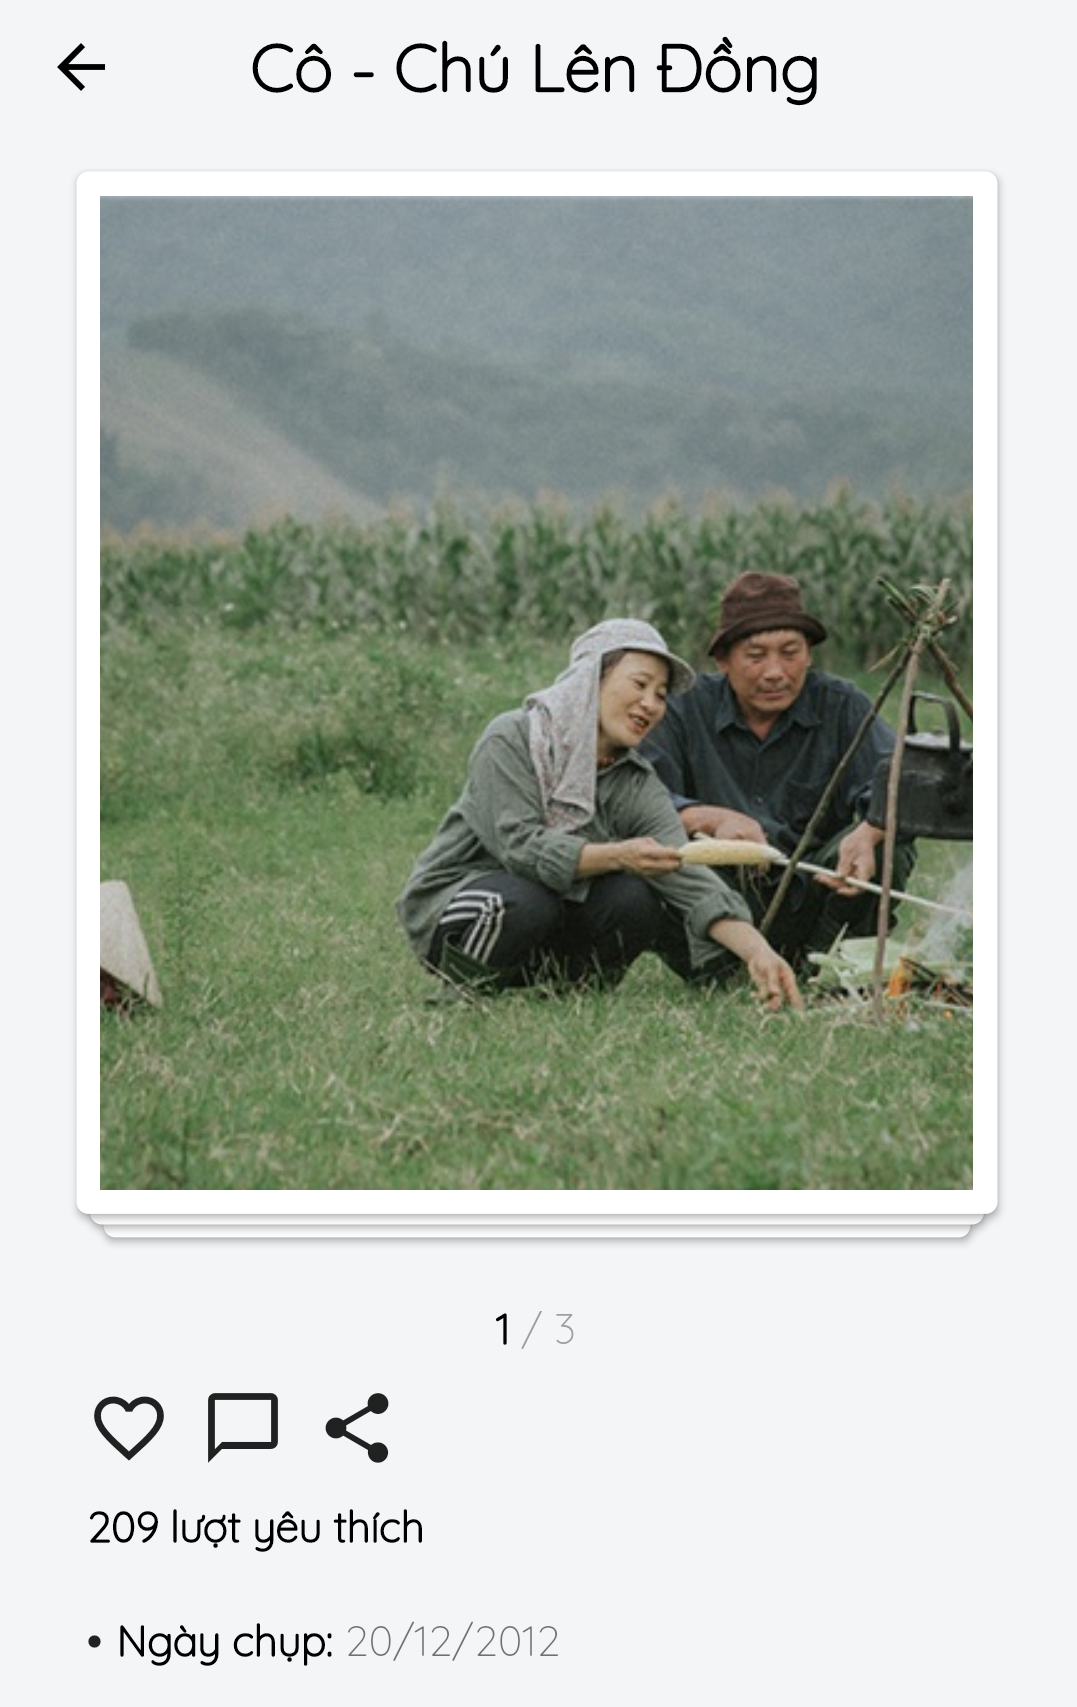 Cô - Chú Lên Đồng
1 / 3
209 lượt yêu thích
• Ngày chụp: 20/12/2012